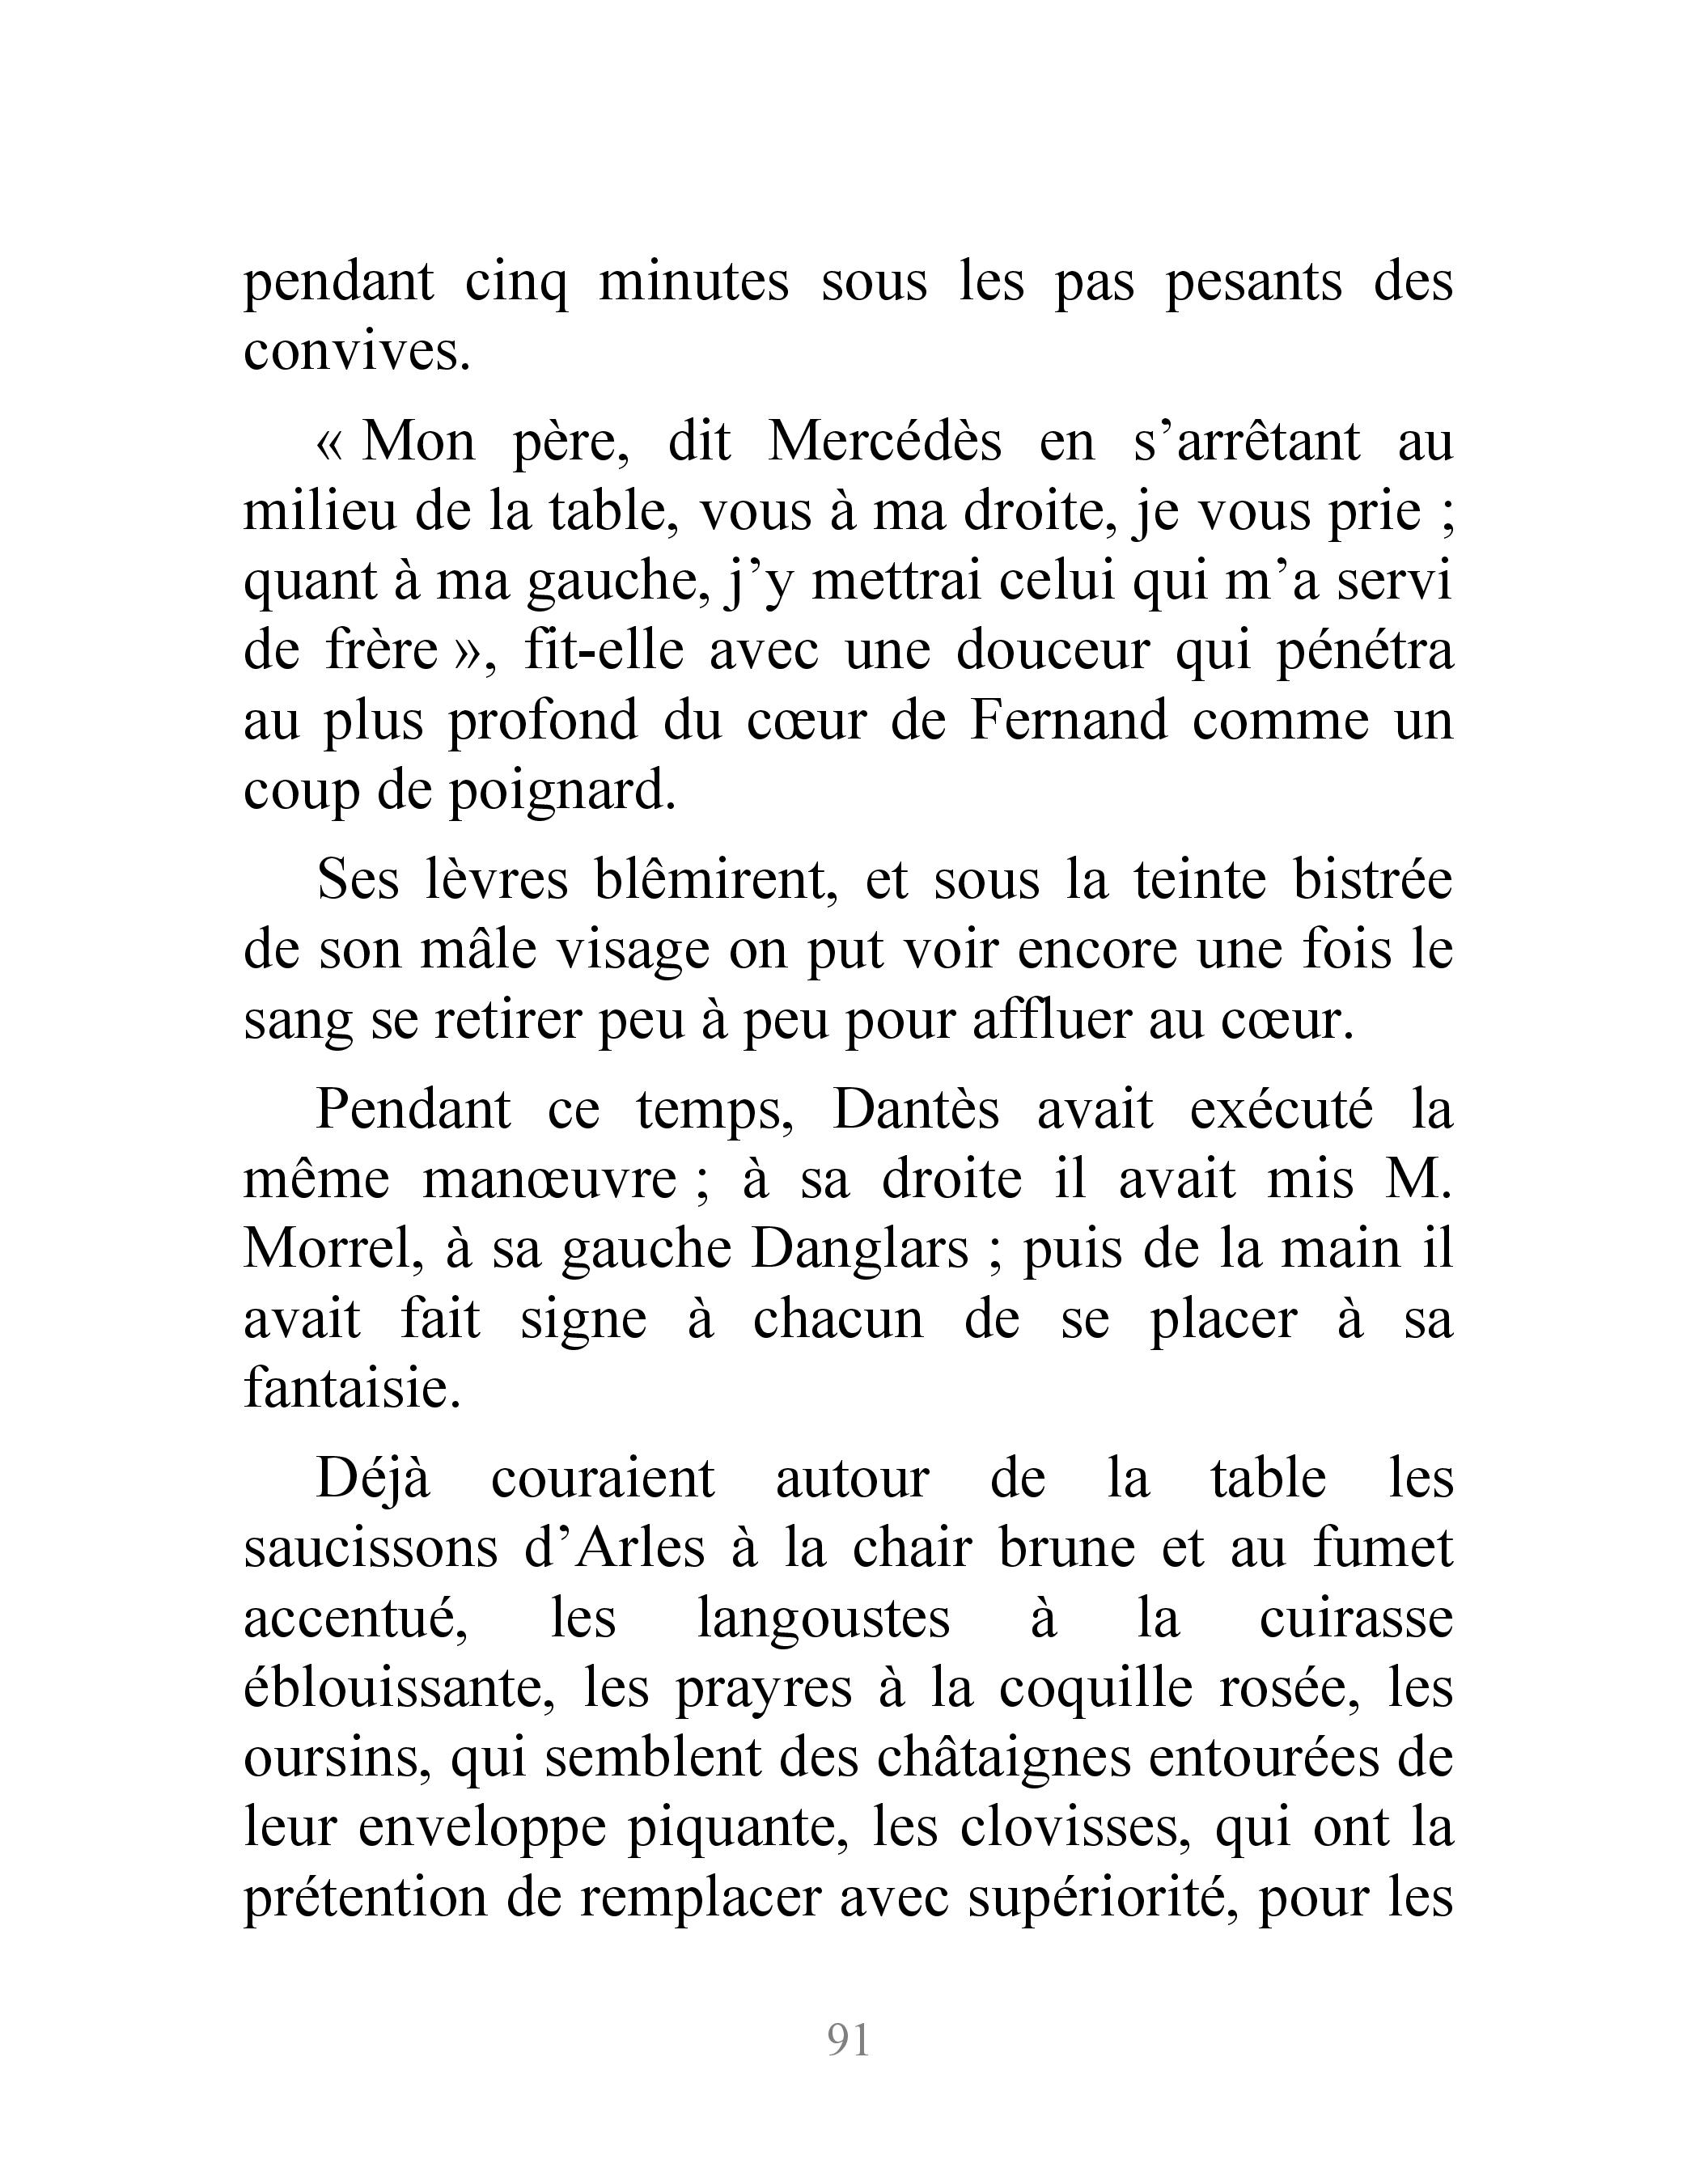 pendant cinq minutes sous les pas pesants des
convives.
« Mon père, dit Mercédès en s’arrêtant au
milieu de la table, vous à ma droite, je vous prie ;
quant à ma gauche, j’y mettrai celui qui m’a servi
de frère », fit-elle avec une douceur qui pénétra
au plus profond du cœur de Fernand comme un
coup de poignard.
Ses lèvres blêmirent, et sous la teinte bistrée
de son mâle visage on put voir encore une fois le
sang se retirer peu à peu pour affluer au cœur.
Pendant ce temps, Dantès avait exécuté la
même manœuvre ; à sa droite il avait mis M.
Morrel, à sa gauche Danglars ; puis de la main il
avait fait signe à chacun de se placer à sa
fantaisie.
Déjà couraient autour de la table les
saucissons d’Arles à la chair brune et au fumet
accentué, les langoustes à la cuirasse
éblouissante, les prayres à la coquille rosée, les
oursins, qui semblent des châtaignes entourées de
leur enveloppe piquante, les clovisses, qui ont la
prétention de remplacer avec supériorité, pour les
91